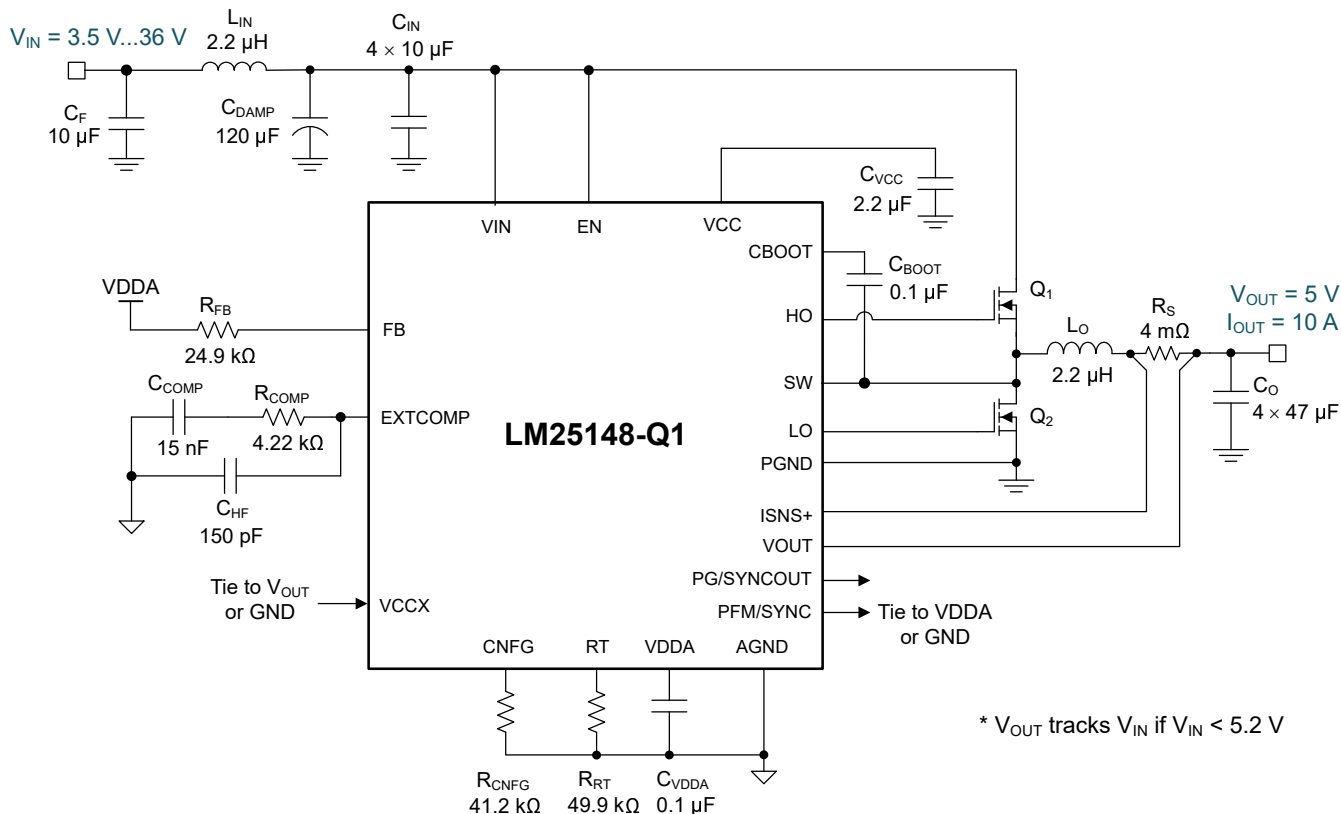 V_IN = 3.5 V...36 V
L_IN
2.2 µH
C_IN
4 × 10 µF
C_F
10 µF
C_DAMP
120 µF
C_VCC
2.2 µF
VIN
EN
VCC
CBOOT
C_BOOT
0.1 µF
VDDA
R_FB
24.9 kΩ
FB
HO
Q_1
V_OUT = 5 V
I_OUT = 10 A
L_O
2.2 µH
R_S
4 mΩ
C_COMP
15 nF
R_COMP
4.22 kΩ
EXTCOMP
SW
C_O
4 × 47 µF
LM25148-Q1
LO
Q_2
PGND
C_HF
150 pF
ISNS+
VOUT
PG/SYNCOUT
Tie to V_OUT
or GND
VCCX
PFM/SYNC
Tie to VDDA
or GND
CNFG
RT
VDDA
AGND
* V_OUT tracks V_IN if V_IN < 5.2 V
R_CNFG
41.2 kΩ
R_RT
49.9 kΩ
C_VDDA
0.1 µF